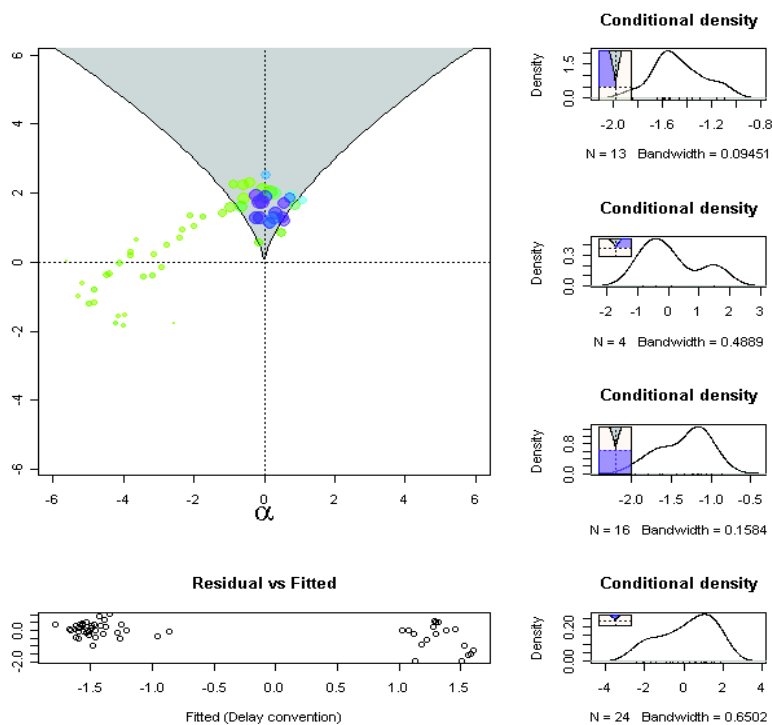 Conditional density
Density
0.0 1.5
-2.0 -1.6 -1.2 -0.8
N = 13 Bandwidth = 0.09451
6
4
2
0
-2
-6
-6 -4 -2 0 2 4 6
α
Conditional density
Density
0.0 0.3
-2 -1 0 1 2 3
N = 4 Bandwidth = 0.4889
Conditional density
Density
0.0 0.8
-2.0 -1.5 -1.0 -0.5
N = 16 Bandwidth = 0.1584
Residual vs Fitted
-2.0 0.0
-1.5 -1.0 -0.5 0.0 0.5 1.0 1.5
Fitted (Delay convention)
Conditional density
Density
0.00 0.20
-4 -2 0 2 4
N = 24 Bandwidth = 0.6502